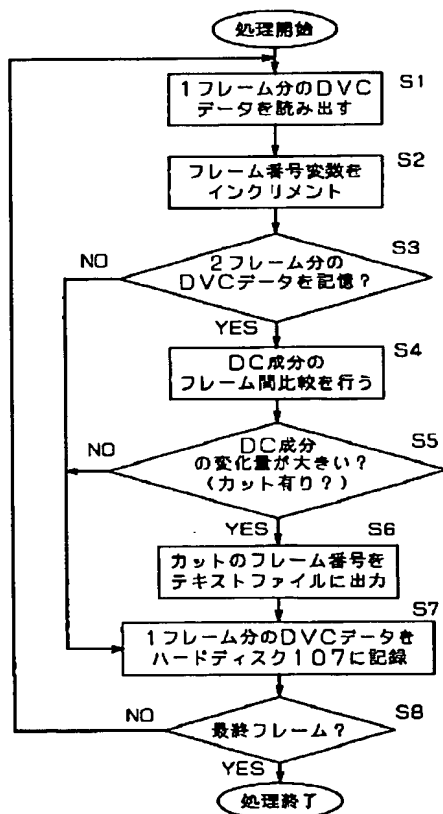 処理開始
S1
1フレーム分のDVC
データを読み出す
S2
フレーム番号変数を
インクリメント
S3
NO
2フレーム分の
DVCデータを記憶？
YES
S4
DC成分の
フレーム間比較を行う
S5
NO
DC成分
の変化量が大きい？
(カット有り？)
YES
S6
カットのフレーム番号を
テキストファイルに出力
S7
1フレーム分のDVCデータを
ハードディスク107に記録
NO
S8
最終フレーム？
YES
処理終了